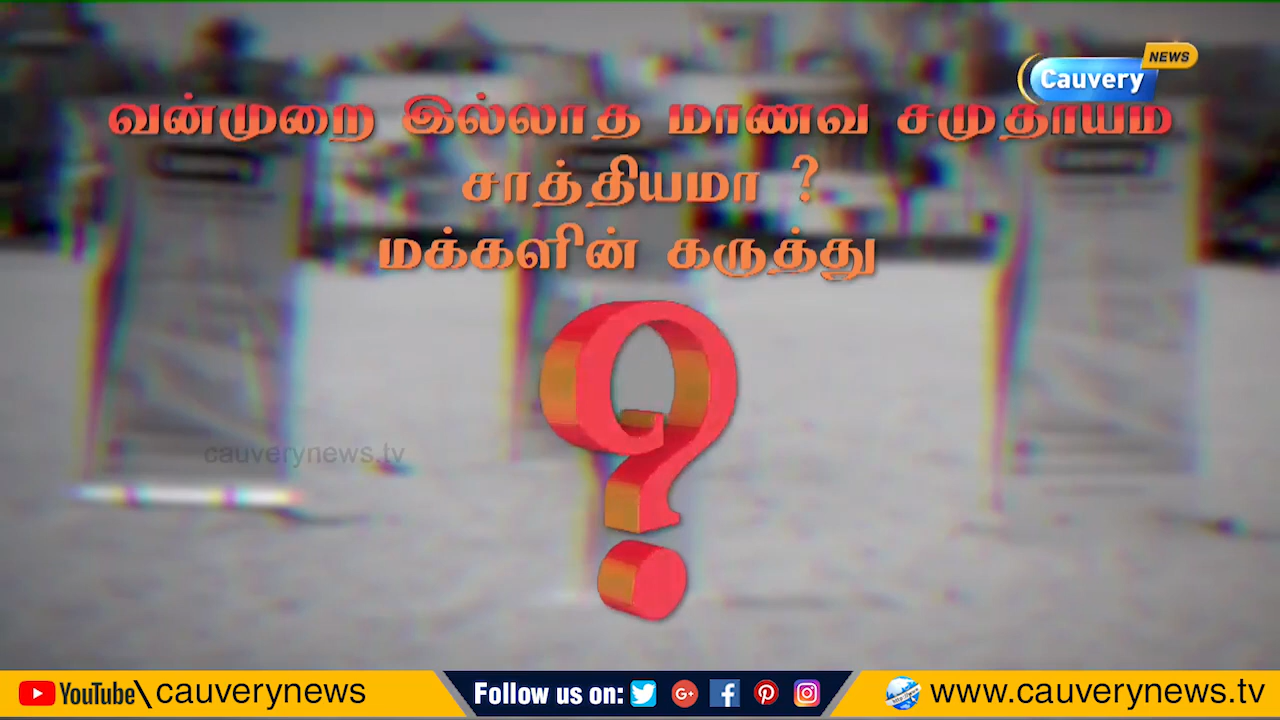 Cauvery NEWS
வன்முறை இல்லாத மாணவ சமுதாயம்
சாத்தியமா ?
மக்களின் கருத்து
?
cauverynews.tv
YouTube\cauverynews
Follow us on:
www.cauverynews.tv